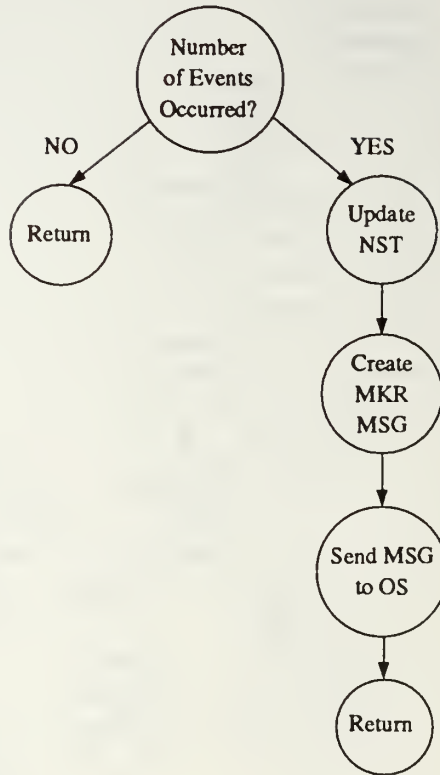 Number
of Events
Occurred?
NO
YES
Return
Update
NST
Create
MKR
MSG
Send MSG
to OS
Return